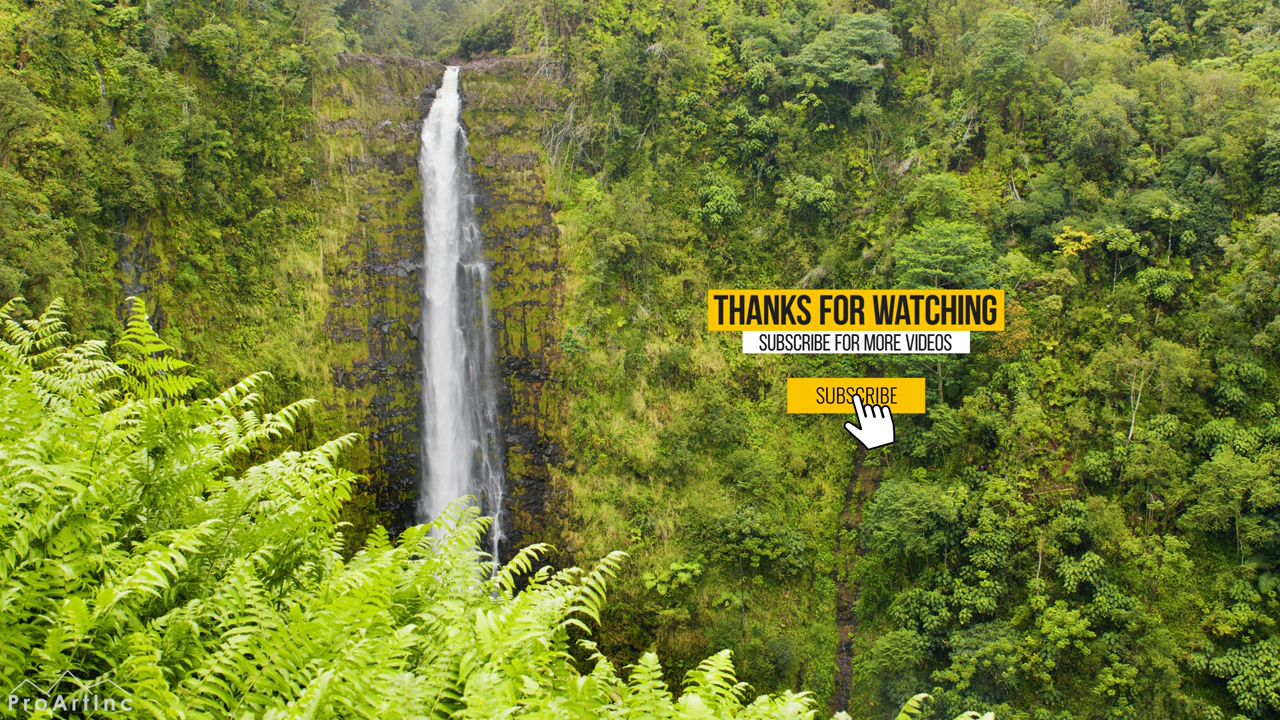 THANKS FOR WATCHING
SUBSCRIBE FOR MORE VIDEOS
SUBSCRIBE
ProArtInc